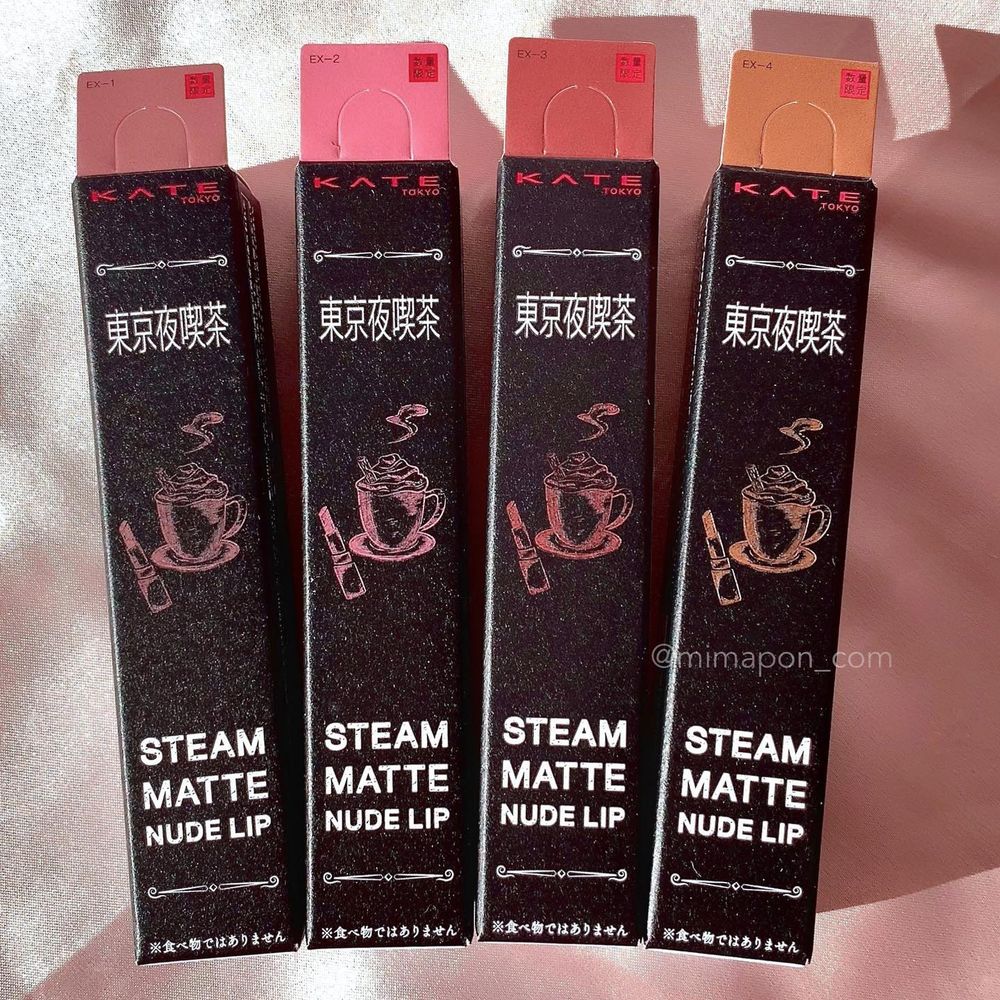 EX-1
数量
限定
KATE
TOKYO
東京夜喫茶
STEAM
MATTE
NUDE LIP
※食べ物ではありません
EX-2
数量
限定
KATE
TOKYO
東京夜喫茶
STEAM
MATTE
NUDE LIP
※食べ物ではありません
EX-3
数量
限定
KATE
TOKYO
東京夜喫茶
STEAM
MATTE
NUDE LIP
※食べ物ではありません
EX-4
数量
限定
KATE
TOKYO
東京夜喫茶
STEAM
MATTE
NUDE LIP
※食べ物ではありません
@mimapon_com